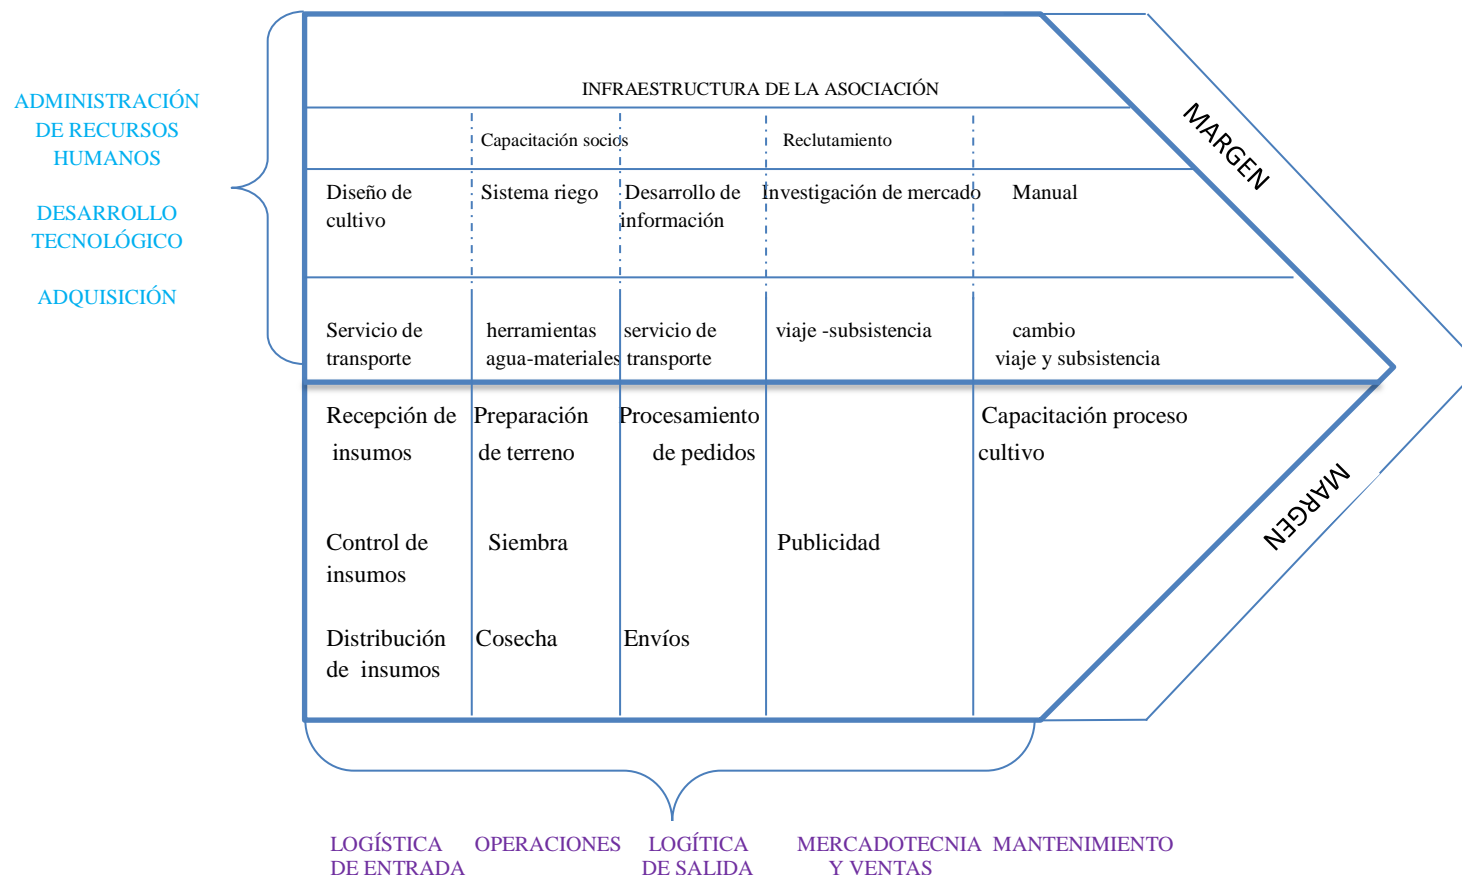 INFRAESTRUCTURA DE LA ASOCIACIÓN
ADMINISTRACIÓN
DE RECURSOS
HUMANOS
DESARROLLO
TECNOLÓGICO
ADQUISICIÓN
Capacitación socios
Reclutamiento
Diseño de
cultivo
Sistema riego
Desarrollo de
información
Investigación de mercado
Manual
Servicio de
transporte
herramientas
agua-materiales
servicio de
transporte
viaje -subsistencia
cambio
viaje y subsistencia
MARGEN
Recepción de
insumos
Preparación
de terreno
Procesamiento
de pedidos
Capacitación proceso
cultivo
Control de
insumos
Siembra
Publicidad
Distribución
de insumos
Cosecha
Envíos
MARGEN
LOGÍSTICA
DE ENTRADA
OPERACIONES
LOGÍTICA
DE SALIDA
MERCADOTECNIA
Y VENTAS
MANTENIMIENTO